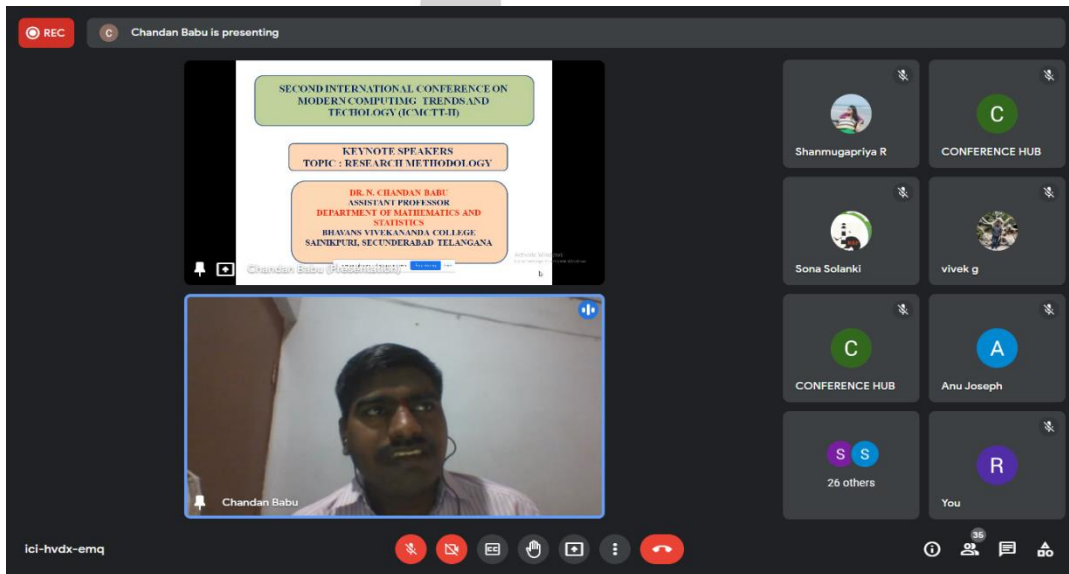 REC
C
Chandan Babu is presenting
SECOND INTERNATIONAL CONFERENCE ON
MODERN COMPUTIMG TRENDS AND
TECHOLOGY (ICMCTT-II)
KEYNOTE SPEAKERS
TOPIC : RESEARCH METHODOLOGY
DR. N. CHANDAN BABU
ASSISTANT PROFESSOR
DEPARTMENT OF MATHEMATICS AND
STATISTICS
BHAVANS VIVEKANANDA COLLEGE
SAINIKPURI, SECUNDERABAD TELANGANA
Chandan Babu (Presentation)
Chandan Babu
Shanmugapriya R
C
CONFERENCE HUB
Sona Solanki
vivek g
C
CONFERENCE HUB
A
Anu Joseph
S S
26 others
R
You
ici-hvdx-emq
CC
35